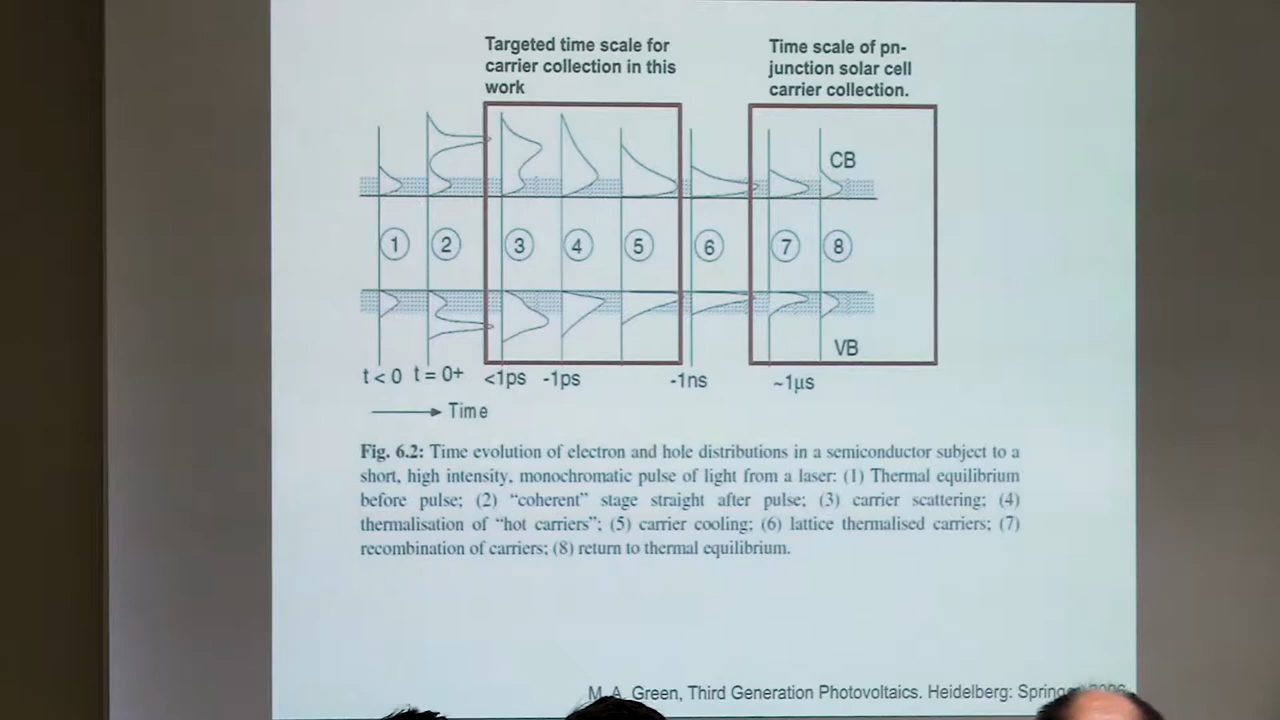 Targeted time scale for
carrier collection in this
work
Time scale of pn-
junction solar cell
carrier collection.
CB
1 2 3 4 5 6 7 8
VB
t < 0 t = 0+ <1ps -1ps -1ns ~1µs
Time
Fig. 6.2: Time evolution of electron and hole distributions in a semiconductor subject to a
short, high intensity, monochromatic pulse of light from a laser: (1) Thermal equilibrium
before pulse; (2) “coherent” stage straight after pulse; (3) carrier scattering; (4)
thermalisation of “hot carriers”; (5) carrier cooling; (6) lattice thermalised carriers; (7)
recombination of carriers; (8) return to thermal equilibrium.
M. A. Green, Third Generation Photovoltaics. Heidelberg: